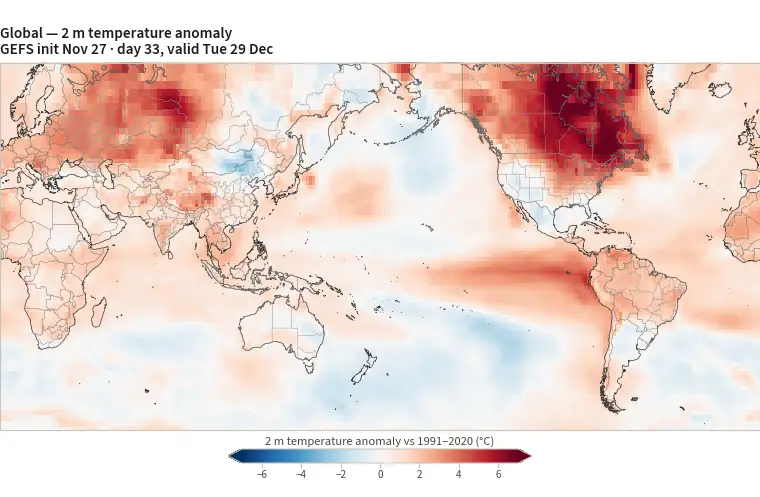 Global — 2 m temperature anomaly
GEFS init Nov 27 · day 33, valid Tue 29 Dec
2 m temperature anomaly vs 1991–2020 (°C)
−6 −4 −2 0 2 4 6